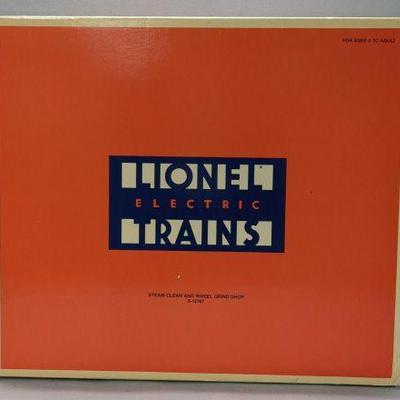 FOR AGES 8 TO ADULT
LIONEL
ELECTRIC
TRAINS
STEAM CLEAN AND WHEEL GRIND SHOP
6-12767